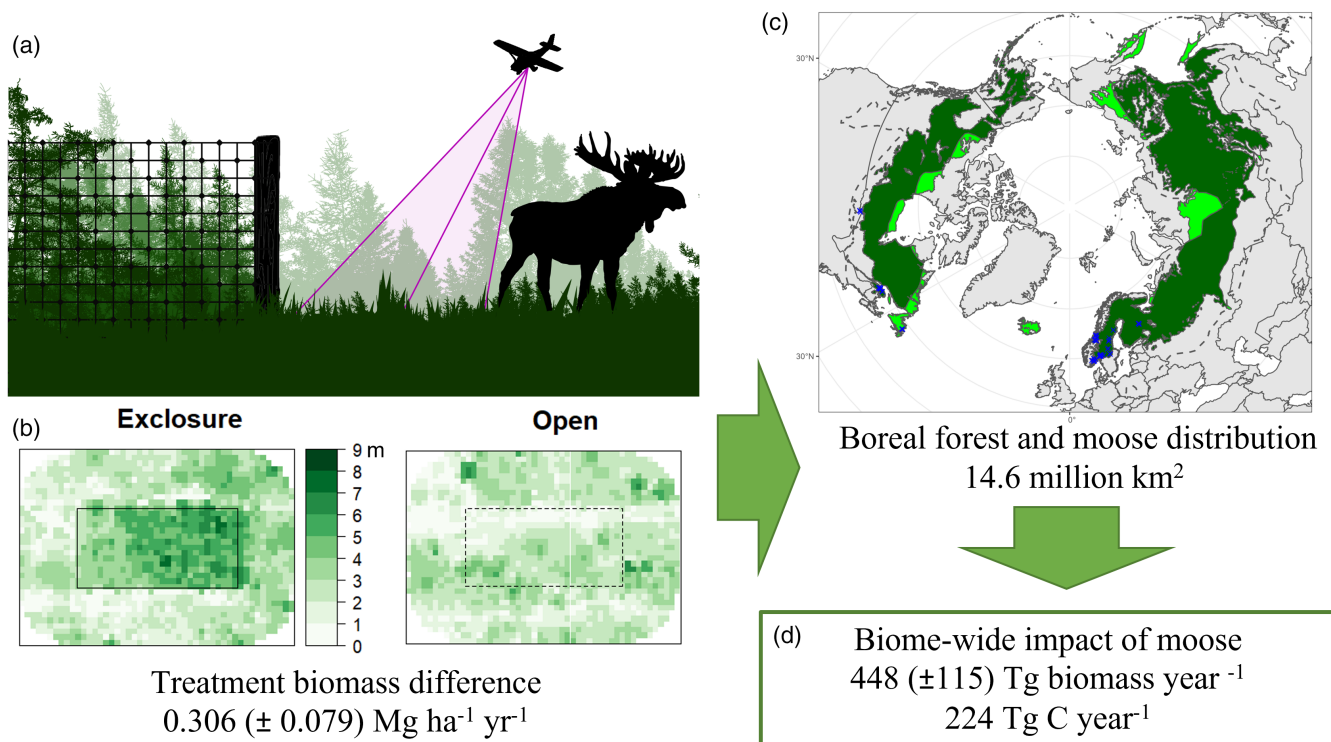 (a)
(b)
Exclosure
Open
9 m
8
7
6
5
4
3
2
1
0
Treatment biomass difference
0.306 (± 0.079) Mg ha⁻¹ yr⁻¹
(c)
30°N
30°N
30°N
0°
Boreal forest and moose distribution
14.6 million km²
(d)
Biome-wide impact of moose
448 (±115) Tg biomass year ⁻¹
224 Tg C year⁻¹